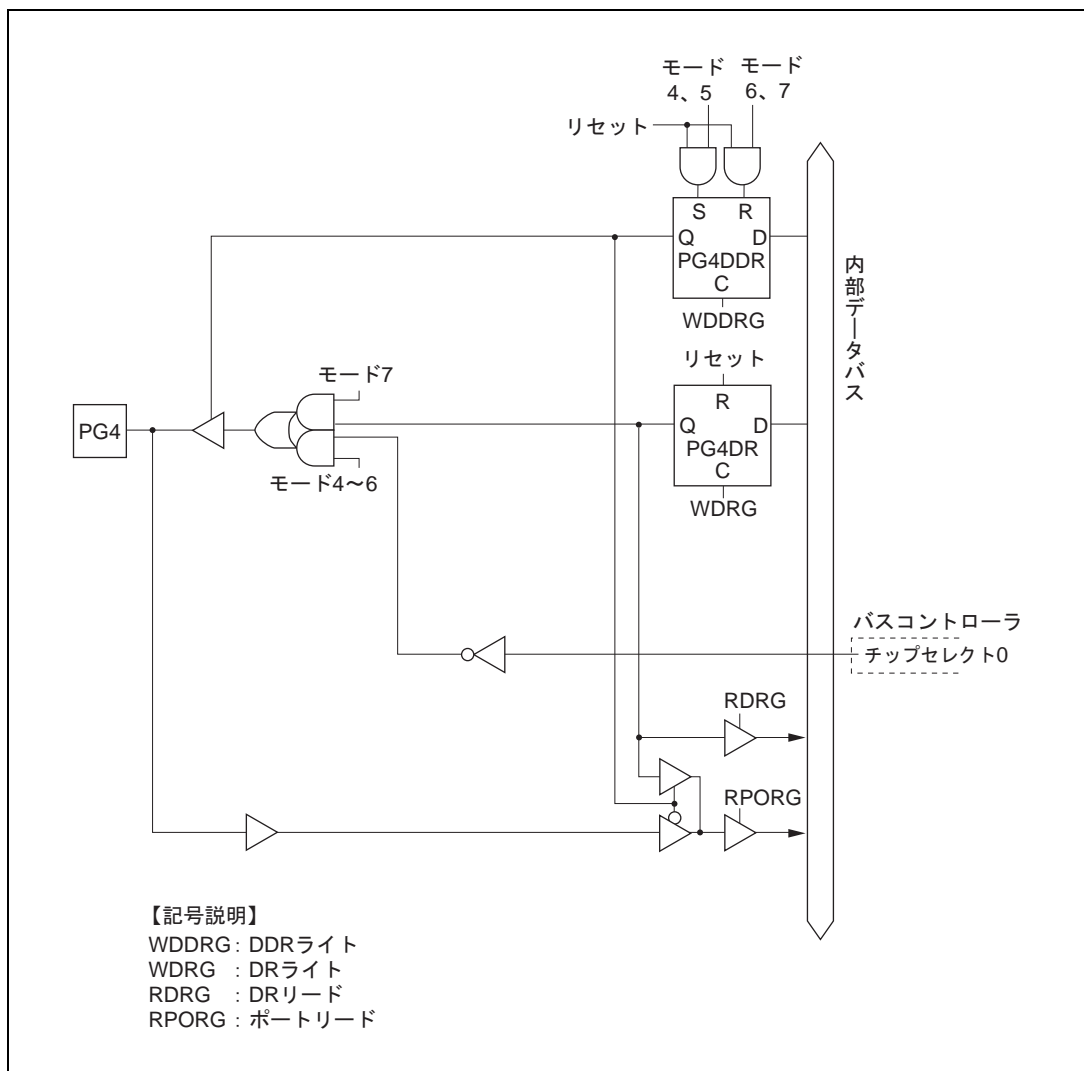 モード
4、5
モード
6、7
リセット
S
R
Q
D
PG4DDR
C
WDDRG
内部データバス
リセット
モード7
R
Q
D
PG4
PG4DR
C
モード4～6
WDRG
バスコントローラ
チップセレクト0
RDRG
RPORG
【記号説明】
WDDRG : DDRライト
WDRG : DRライト
RDRG : DRリード
RPORG : ポートリード